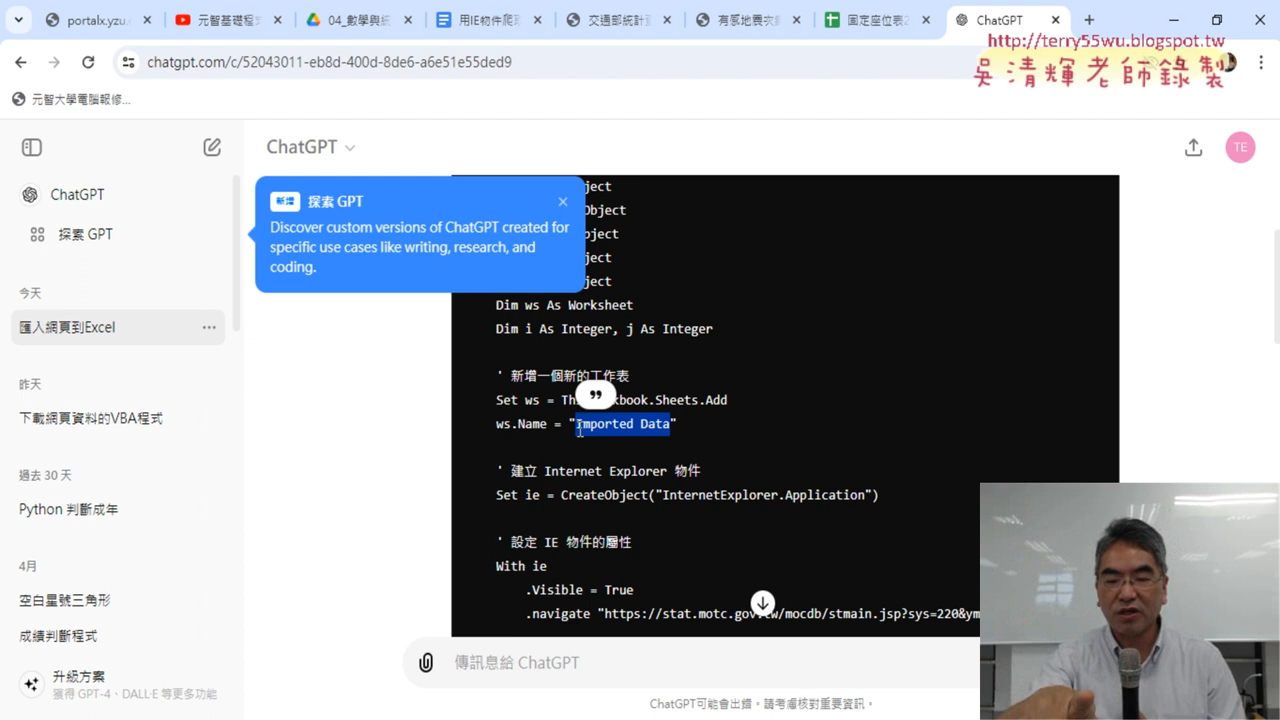 portalx.yzu.
元智基礎程式
04_數學與統
用IE物件爬
交通部統計
有感地震次
固定座位表2
ChatGPT
http://terry55wu.blogspot.tw
吳清輝老師錄製
chatgpt.com/c/52043011-eb8d-400d-8de6-a6e51e55ded9
元智大學電腦報修...
ChatGPT
TE
ChatGPT
探索 GPT
新增 探索 GPT
Discover custom versions of ChatGPT created for
specific use cases like writing, research, and
coding.
今天
匯入網頁到Excel
昨天
下載網頁資料的VBA程式
過去 30 天
Python 判斷成年
4月
空白星號三角形
成績判斷程式
升級方案
獲得 GPT-4、DALL·E 等更多功能
ject
Object
bject
ject
ject
Dim ws As Worksheet
Dim i As Integer, j As Integer
' 新增一個新的工作表
Set ws = Th kbook.Sheets.Add
ws.Name = "Imported Data"
' 建立 Internet Explorer 物件
Set ie = CreateObject("InternetExplorer.Application")
' 設定 IE 物件的屬性
With ie
.Visible = True
.navigate "https://stat.motc.gov.tw/mocdb/stmain.jsp?sys=220&ym
傳訊息給 ChatGPT
ChatGPT可能會出錯。請考慮核對重要資訊。